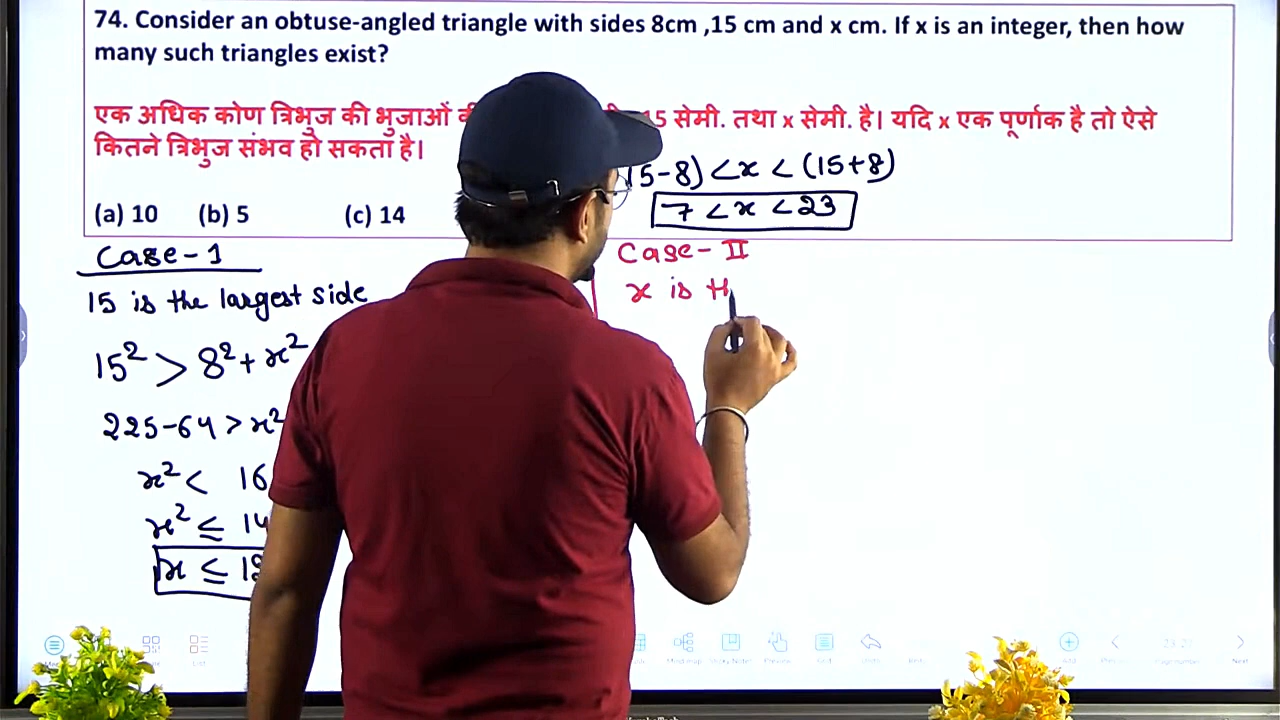 74. Consider an obtuse-angled triangle with sides 8cm ,15 cm and x cm. If x is an integer, then how
many such triangles exist?
एक अधिक कोण त्रिभुज की भुजाओं 15 सेमी. तथा x सेमी. है। यदि x एक पूर्णाक है तो ऐसे
कितने त्रिभुज संभव हो सकता है।
5-8) < x < (15+8)
7 < x < 23
(a) 10 (b) 5 (c) 14
Case-1
15 is the largest side
15² > 8² + x²
225-64 > x²
x² < 16
x² ≤ 14
x ≤ 12
Case-II
x is th